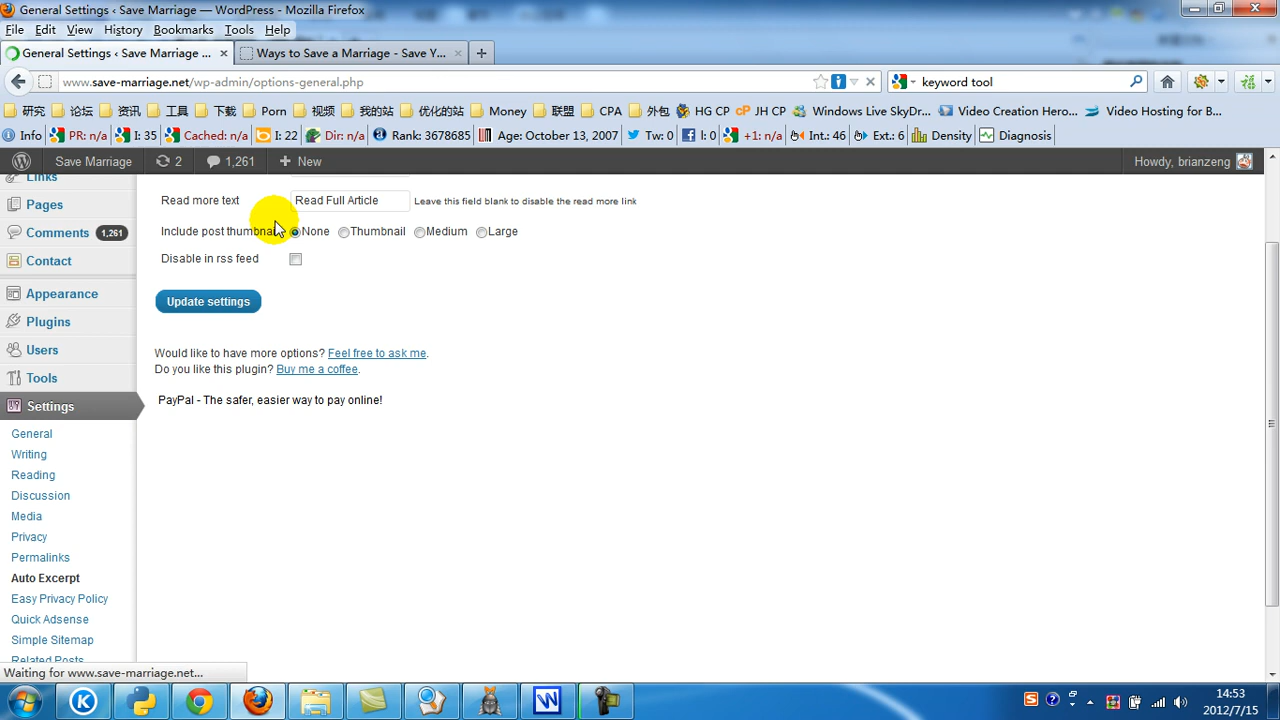 General Settings ‹ Save Marriage — WordPress - Mozilla Firefox
File Edit View History Bookmarks Tools Help
General Settings ‹ Save Marriage ... Ways to Save a Marriage - Save Y...
www.save-marriage.net/wp-admin/options-general.php keyword tool
研究 论坛 资讯 工具 下载 Porn 视频 我的站 优化的站 Money 联盟 CPA 外包 HG CP JH CP Windows Live SkyDr... Video Creation Hero... Video Hosting for B...
Info PR: n/a I: 35 Cached: n/a I: 22 Dir: n/a Rank: 3678685 Age: October 13, 2007 Tw: 0 l: 0 +1: n/a Int.: 46 Ext.: 6 Density Diagnosis
Save Marriage 2 1,261 + New Howdy, brianzeng
Links
Read more text Read Full Article Leave this field blank to disable the read more link
Pages
Include post thumbnail None Thumbnail Medium Large
Comments 1,261
Disable in rss feed
Contact
Appearance
Update settings
Plugins
Users
Would like to have more options? Feel free to ask me.
Do you like this plugin? Buy me a coffee.
Tools
PayPal - The safer, easier way to pay online!
Settings
General
Writing
Reading
Discussion
Media
Privacy
Permalinks
Auto Excerpt
Easy Privacy Policy
Quick Adsense
Simple Sitemap
Related Posts
Waiting for www.save-marriage.net...
14:53
2012/7/15